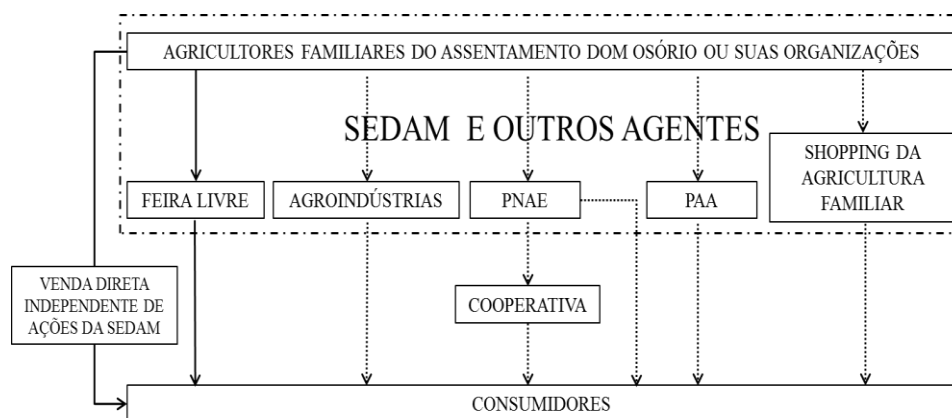 AGRICULTORES FAMILIARES DO ASSENTAMENTO DOM OSÓRIO OU SUAS ORGANIZAÇÕES
SEDAM E OUTROS AGENTES
FEIRA LIVRE
AGROINDÚSTRIAS
PNAE
PAA
SHOPPING DA
AGRICULTURA
FAMILIAR
VENDA DIRETA
INDEPENDENTE DE
AÇÕES DA SEDAM
COOPERATIVA
CONSUMIDORES